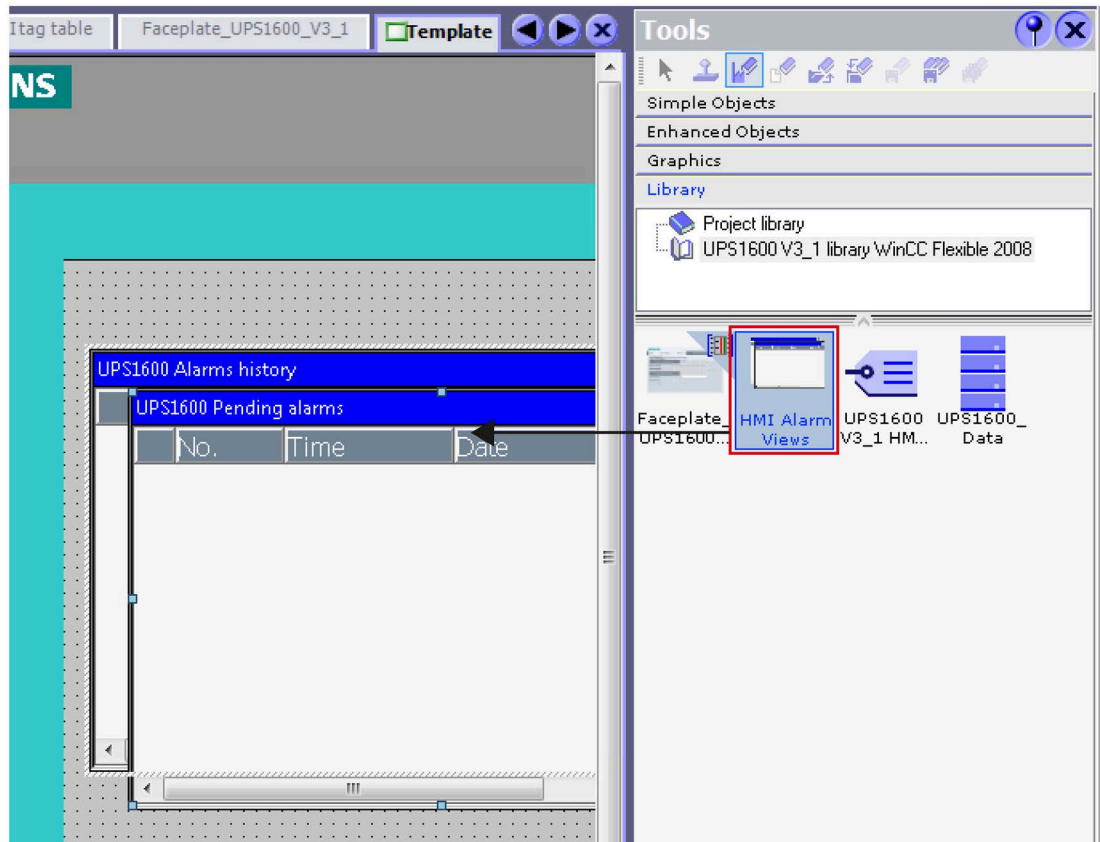 I tag table
Faceplate_UPS1600_V3_1
Template
NS
UPS1600 Alarms history
UPS1600 Pending alarms
No. Time Date
Tools
Simple Objects
Enhanced Objects
Graphics
Library
Project library
UPS1600 V3_1 library WinCC Flexible 2008
Faceplate_
UPS1600...
HMI Alarm
Views
UPS1600
V3_1 HM...
UPS1600_
Data